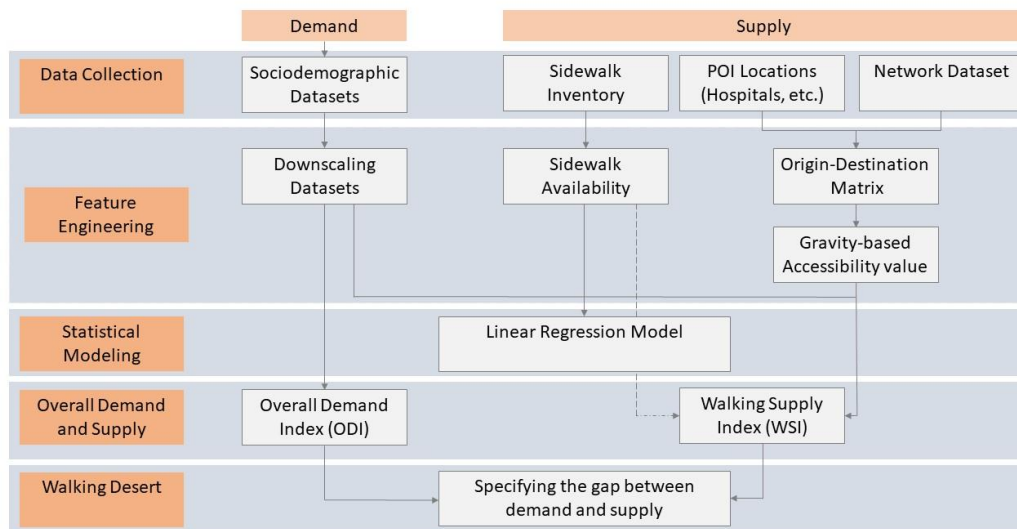 Demand
Supply
Data Collection
Sociodemographic
Datasets
Sidewalk
Inventory
POI Locations
(Hospitals, etc.)
Network Dataset
Feature
Engineering
Downscaling
Datasets
Sidewalk
Availability
Origin-Destination
Matrix
Gravity-based
Accessibility value
Statistical
Modeling
Linear Regression Model
Overall Demand
and Supply
Overall Demand
Index (ODI)
Walking Supply
Index (WSI)
Walking Desert
Specifying the gap between
demand and supply